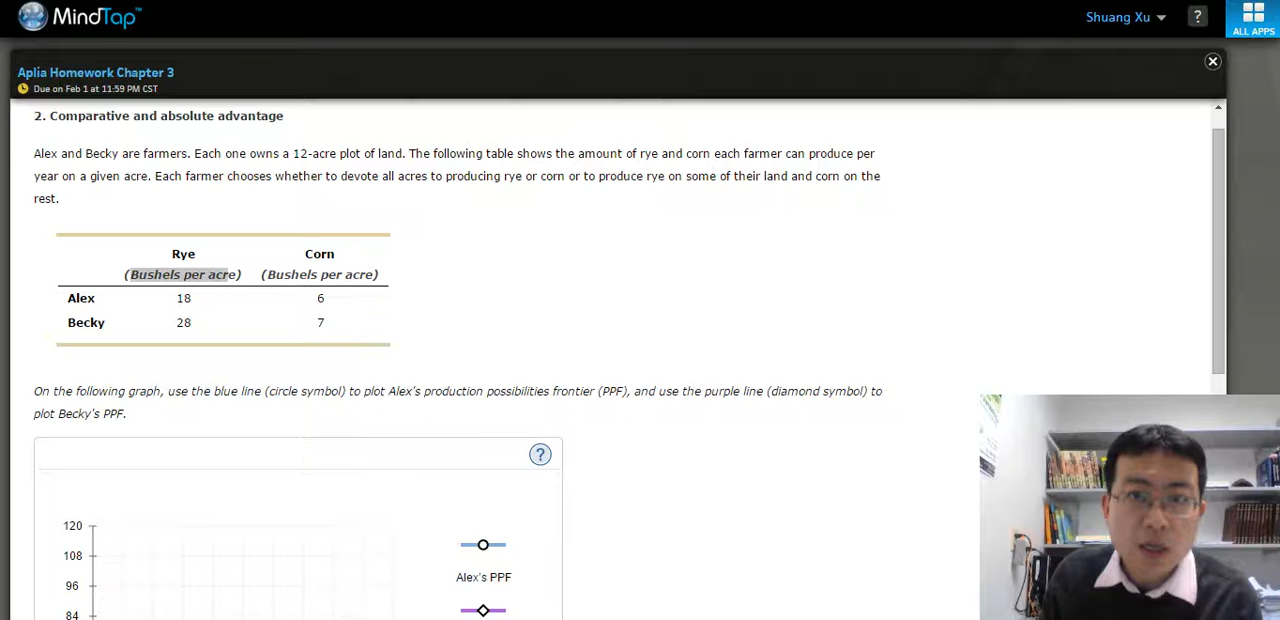 MindTap™
Shuang Xu
?
ALL APPS
Aplia Homework Chapter 3
Due on Feb 1 at 11:59 PM CST
2. Comparative and absolute advantage
Alex and Becky are farmers. Each one owns a 12-acre plot of land. The following table shows the amount of rye and corn each farmer can produce per
year on a given acre. Each farmer chooses whether to devote all acres to producing rye or corn or to produce rye on some of their land and corn on the
rest.
Rye Corn
(Bushels per acre) (Bushels per acre)
Alex 18 6
Becky 28 7
On the following graph, use the blue line (circle symbol) to plot Alex's production possibilities frontier (PPF), and use the purple line (diamond symbol) to
plot Becky's PPF.
?
120
108
Alex's PPF
96
84